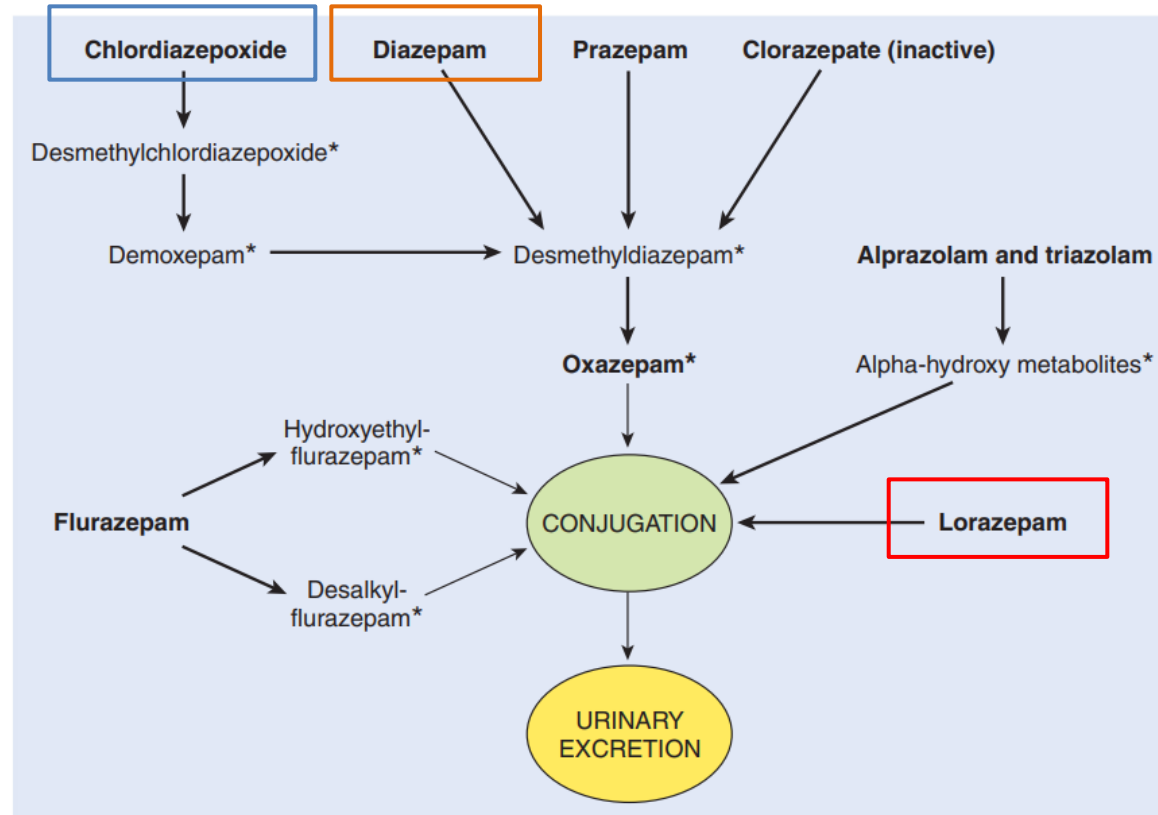 Chlordiazepoxide
Diazepam
Prazepam
Clorazepate (inactive)
Desmethylchlordiazepoxide*
Demoxepam*
Desmethyldiazepam*
Alprazolam and triazolam
Oxazepam*
Alpha-hydroxy metabolites*
Hydroxyethyl-
flurazepam*
Flurazepam
CONJUGATION
Lorazepam
Desalkyl-
flurazepam*
URINARY
EXCRETION